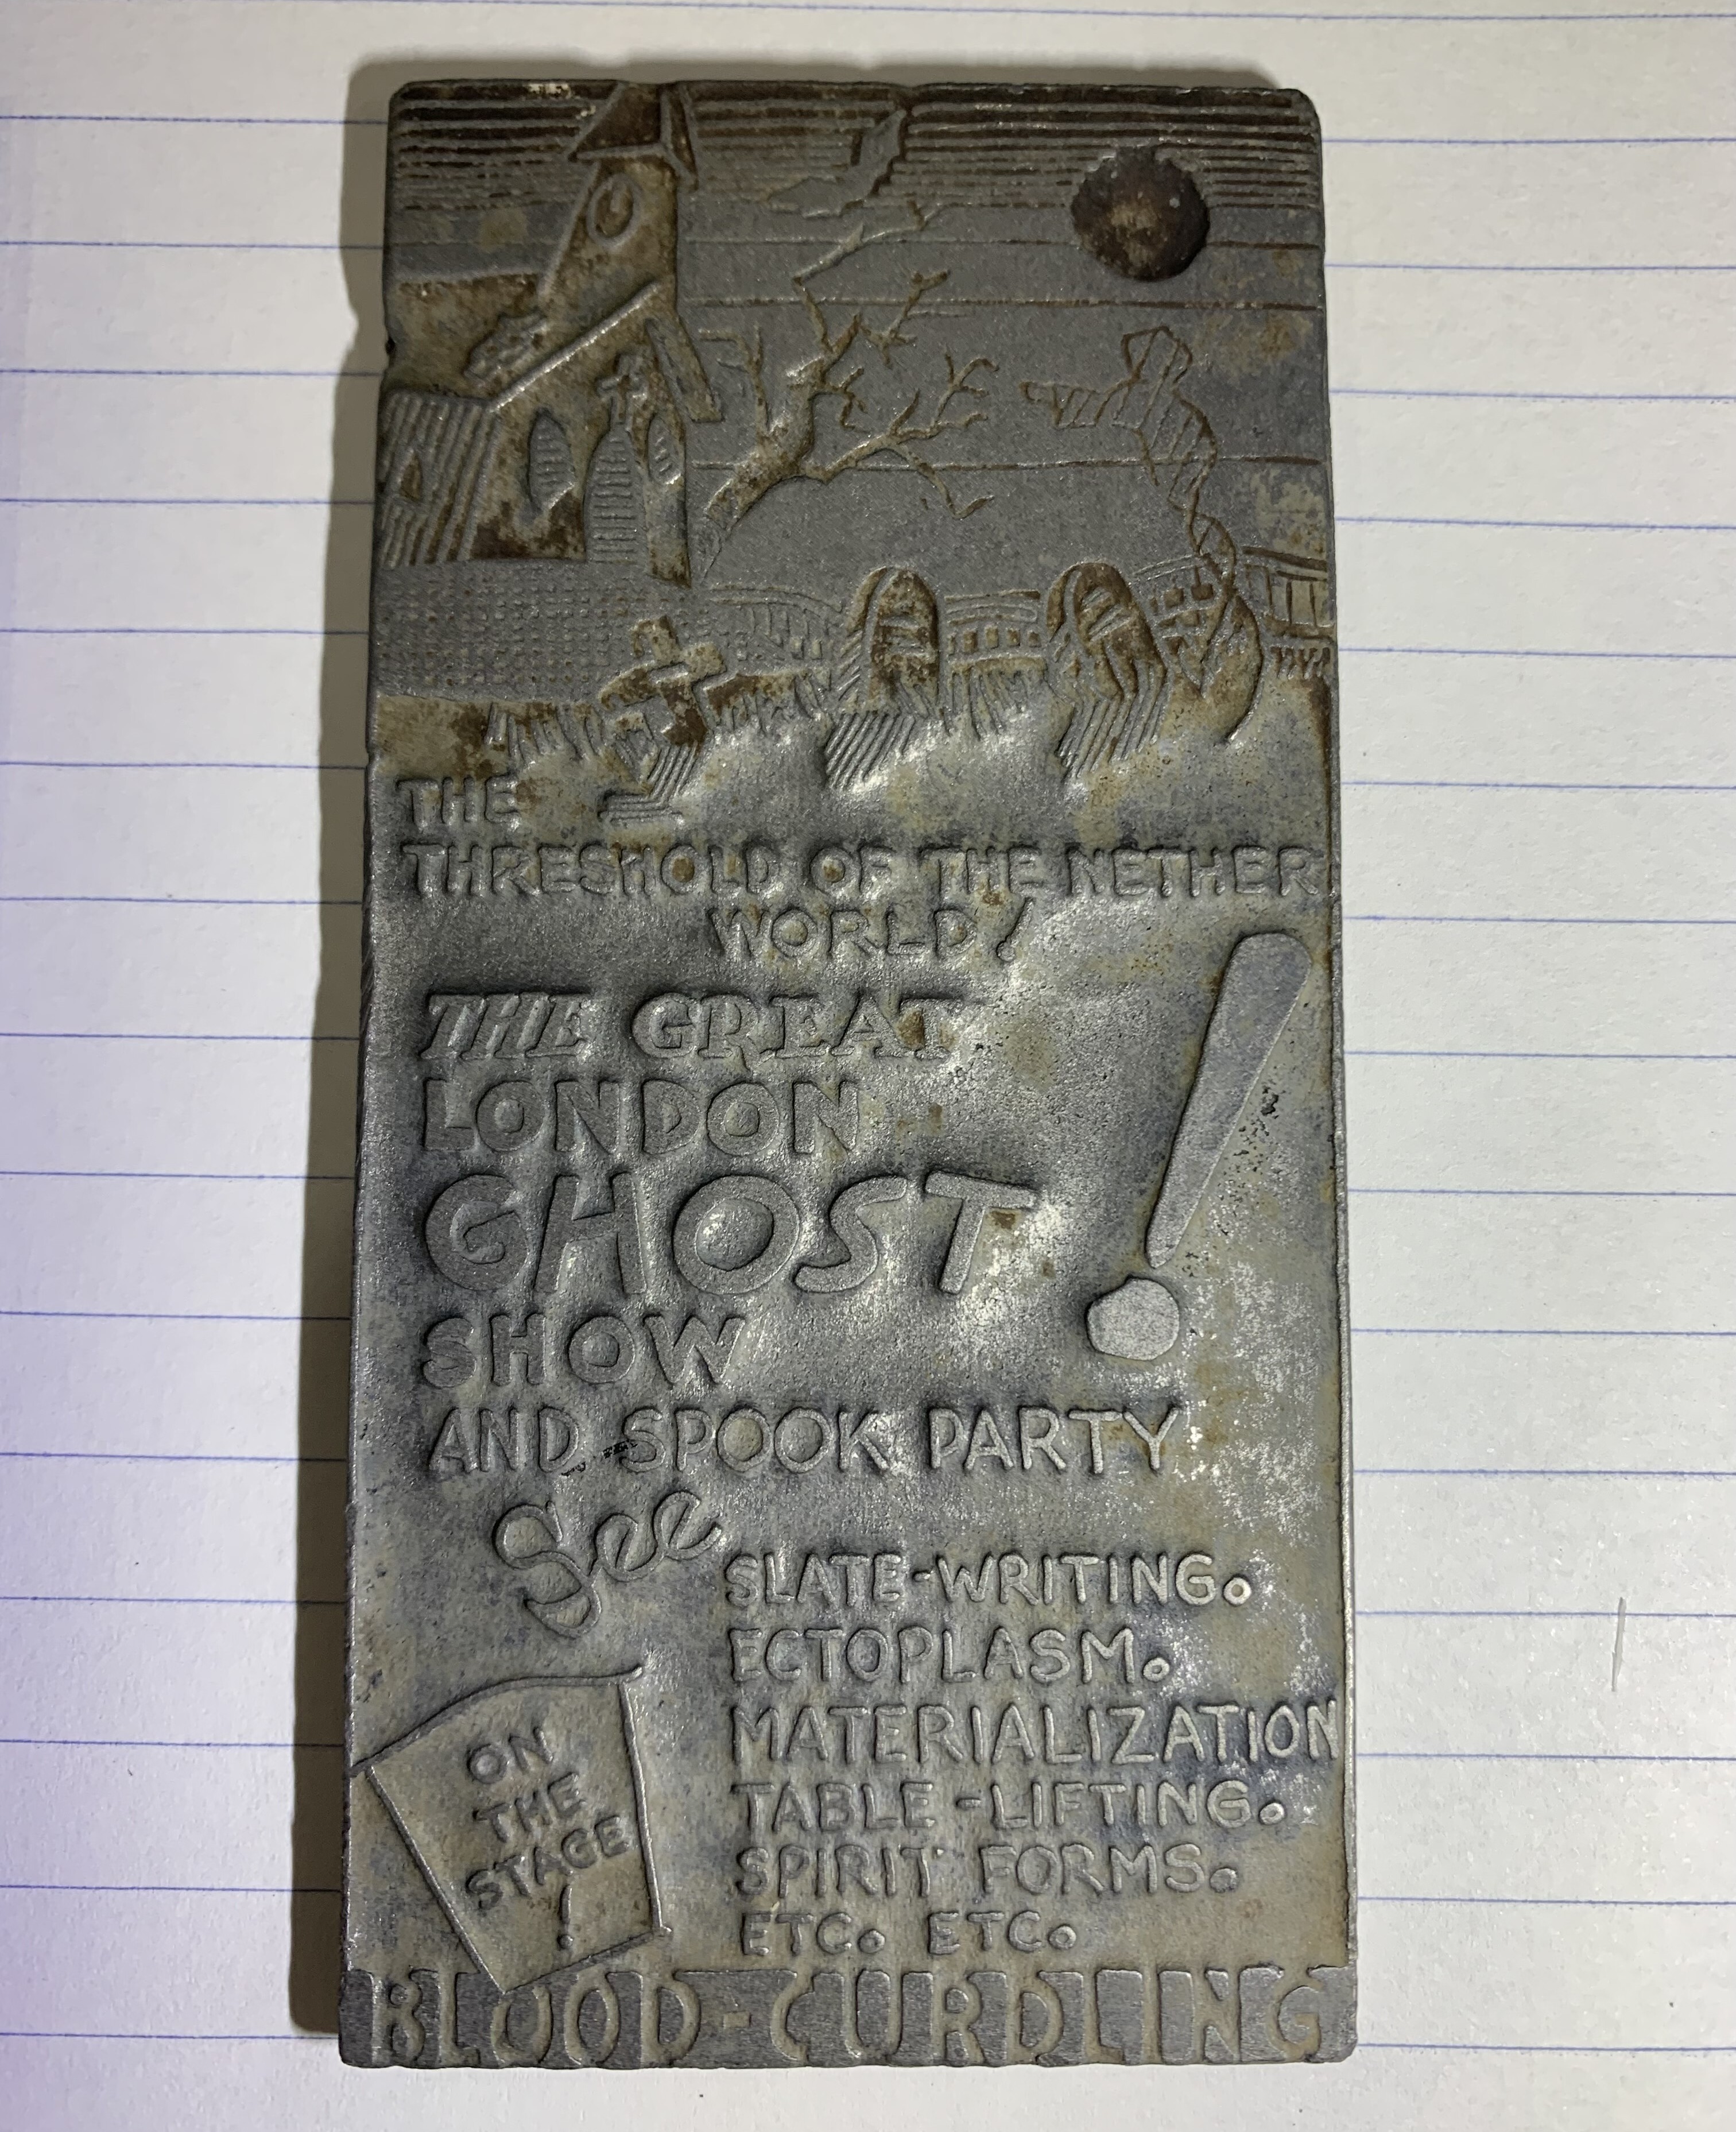 THE
THRESHOLD OF THE NETHER
WORLD!
THE GREAT
LONDON
GHOST!
SHOW
AND SPOOK PARTY
See
SLATE-WRITING.
ECTOPLASM.
MATERIALIZATION
TABLE-LIFTING.
SPIRIT FORMS.
ETC. ETC.
ON
THE
STAGE
!
BLOOD-CURDLING